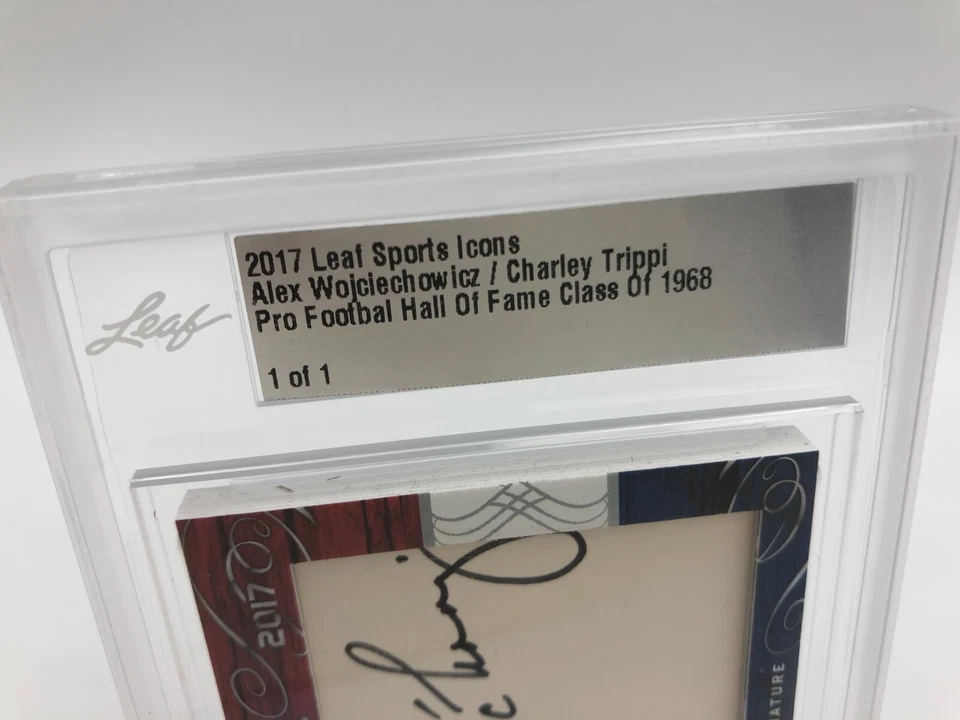 2017 Leaf Sports Icons
Alex Wojciechowicz / Charley Trippi
Pro Footbal Hall Of Fame Class Of 1968
1 of 1
Leaf
2017